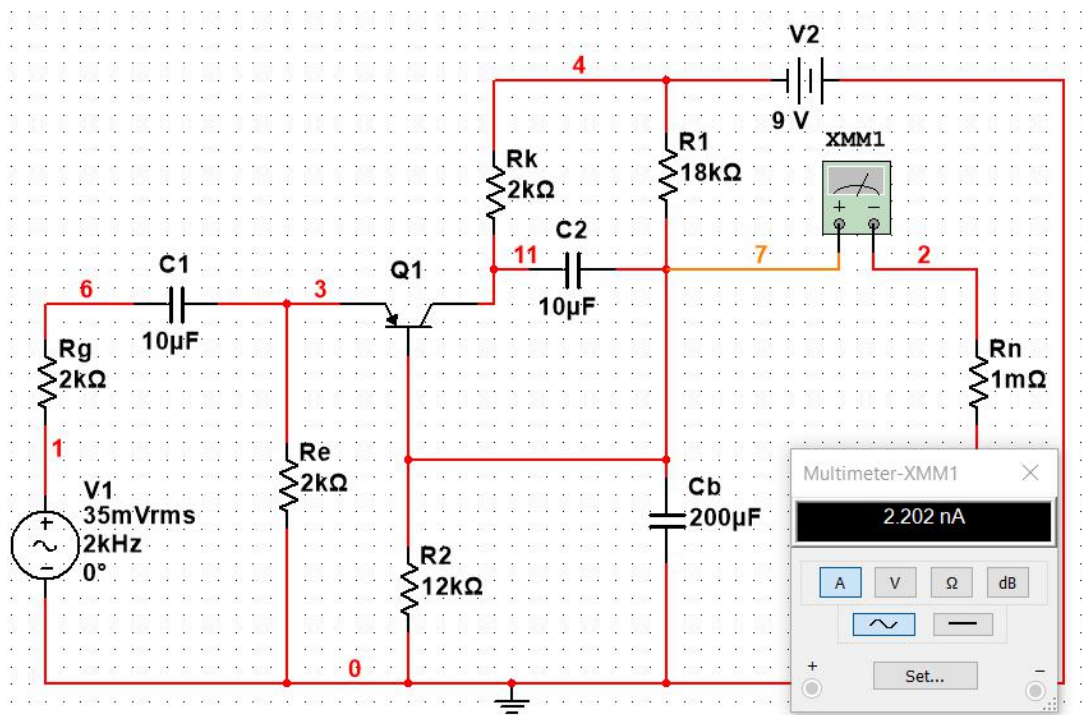 V2
4
9 V
XMM1
R1
18kΩ
Rk
2kΩ
+ −
C2
11
7
2
10µF
C1
Q1
6
3
10µF
Rg
2kΩ
Rn
1mΩ
1
Re
2kΩ
V1
35mVrms
2kHz
0°
+
−
Cb
200µF
R2
12kΩ
0
Multimeter-XMM1
2.202 nA
A V Ω dB
+ −
Set...